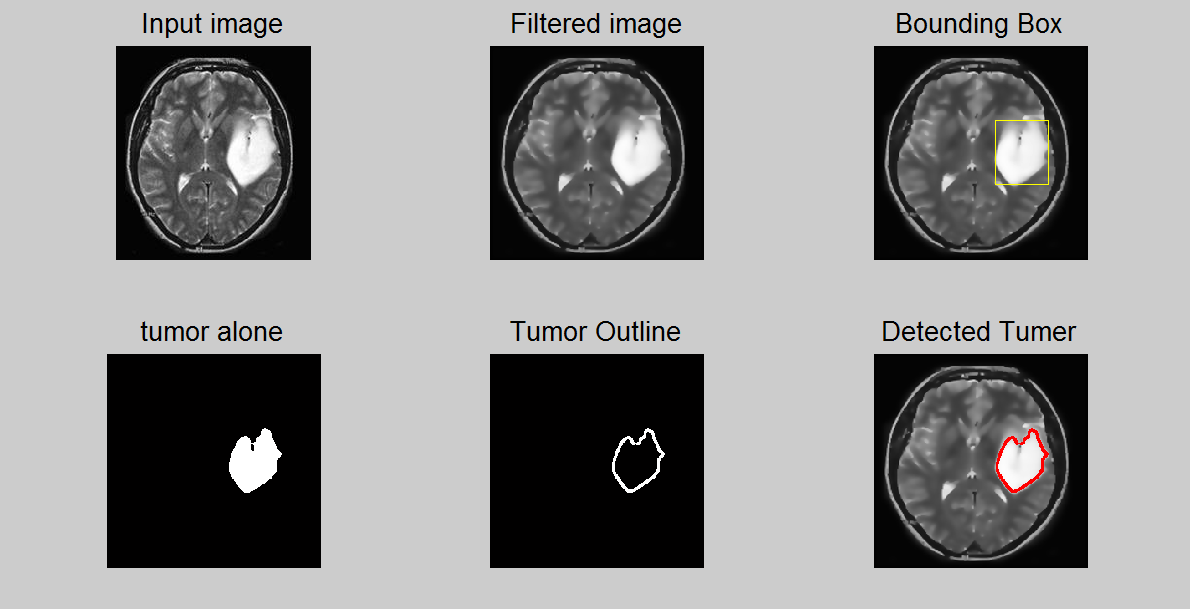 Input image
Filtered image
Bounding Box
tumor alone
Tumor Outline
Detected Tumer